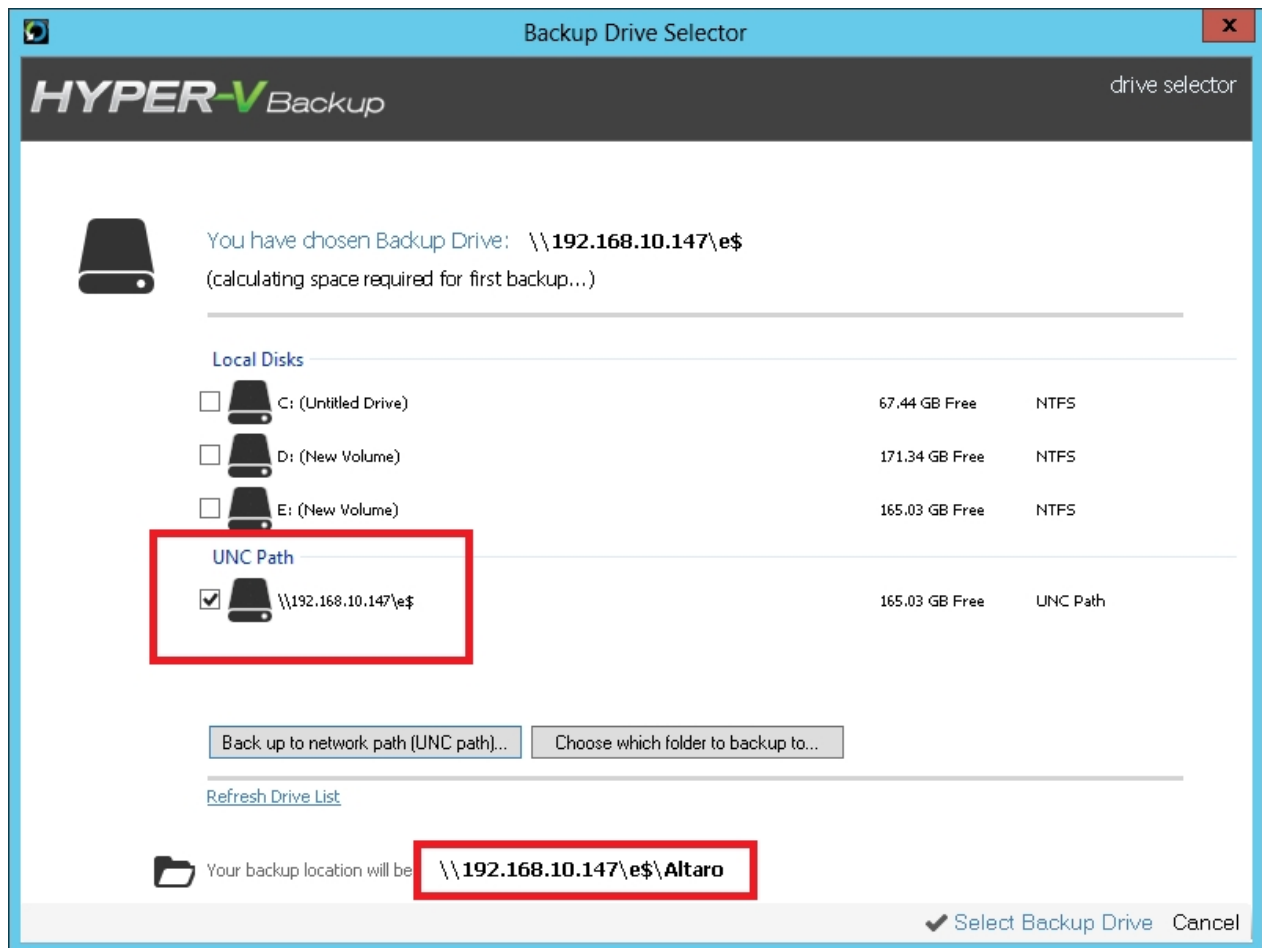 Backup Drive Selector
x
HYPER-V Backup
drive selector
You have chosen Backup Drive: \\192.168.10.147\e$
(calculating space required for first backup...)
Local Disks
C: (Untitled Drive) 67.44 GB Free NTFS
D: (New Volume) 171.34 GB Free NTFS
E: (New Volume) 165.03 GB Free NTFS
UNC Path
\\192.168.10.147\e$ 165.03 GB Free UNC Path
Back up to network path (UNC path)... Choose which folder to backup to...
Refresh Drive List
Your backup location will be \\192.168.10.147\e$\Altaro
Select Backup Drive Cancel